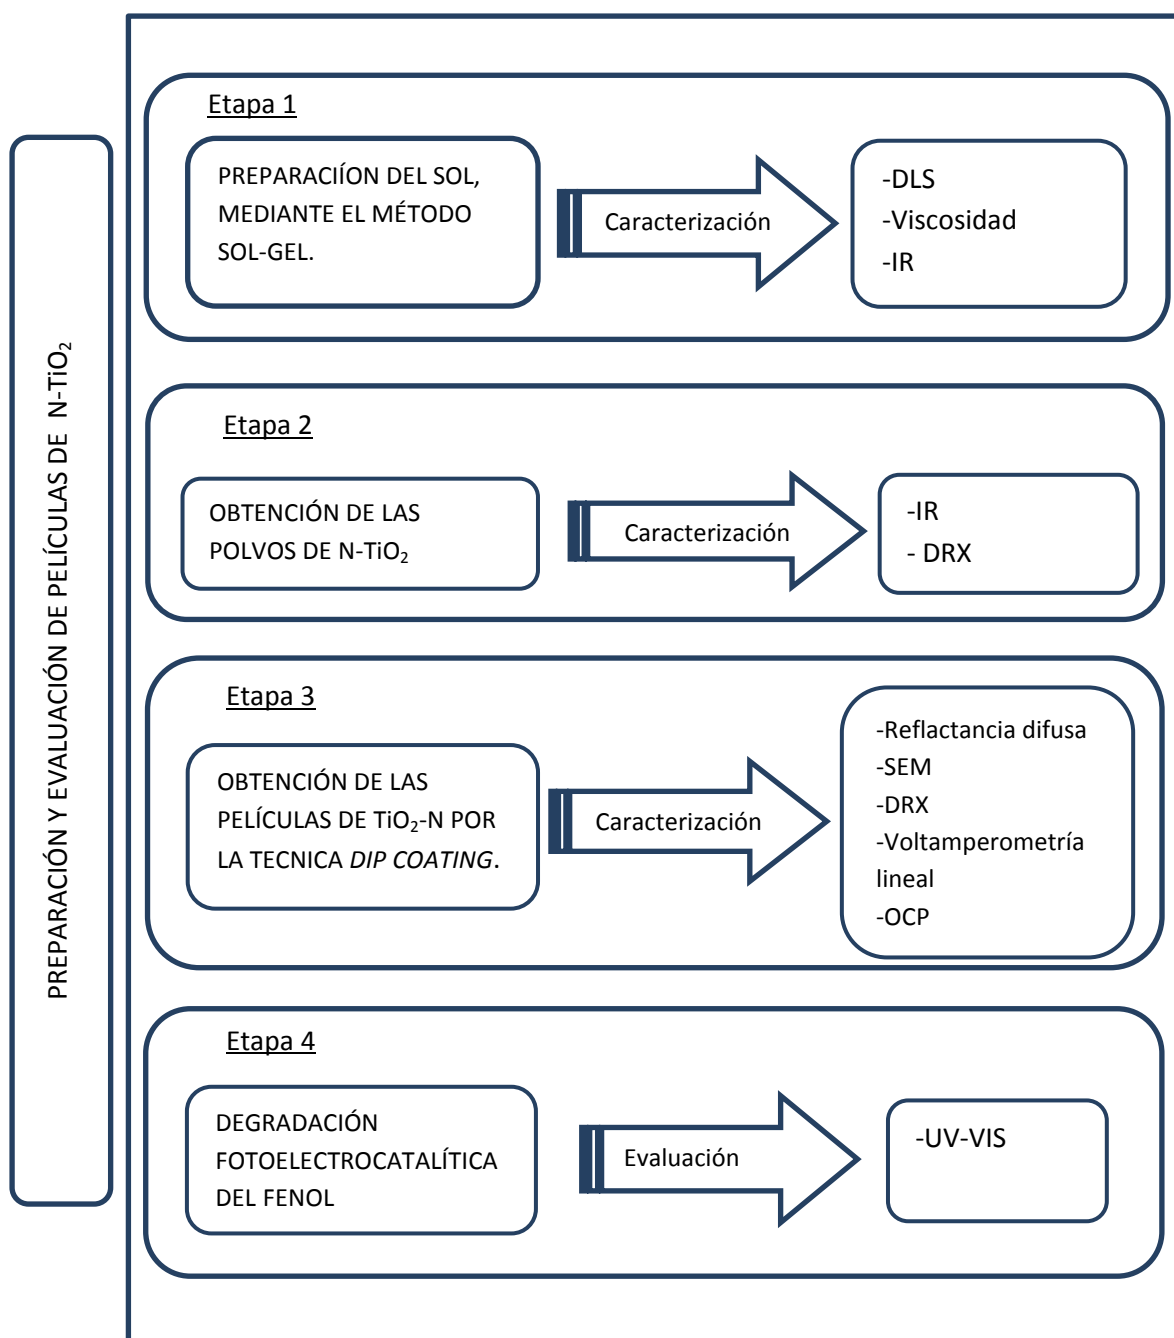 PREPARACIÓN Y EVALUACIÓN DE PELÍCULAS DE N-TiO₂
Etapa 1
PREPARACIÍON DEL SOL,
MEDIANTE EL MÉTODO
SOL-GEL.
Caracterización
-DLS
-Viscosidad
-IR
Etapa 2
OBTENCIÓN DE LAS
POLVOS DE N-TiO₂
Caracterización
-IR
- DRX
Etapa 3
OBTENCIÓN DE LAS
PELÍCULAS DE TiO₂-N POR
LA TECNICA DIP COATING.
Caracterización
-Reflactancia difusa
-SEM
-DRX
-Voltamperometría
lineal
-OCP
Etapa 4
DEGRADACIÓN
FOTOELECTROCATALÍTICA
DEL FENOL
Evaluación
-UV-VIS